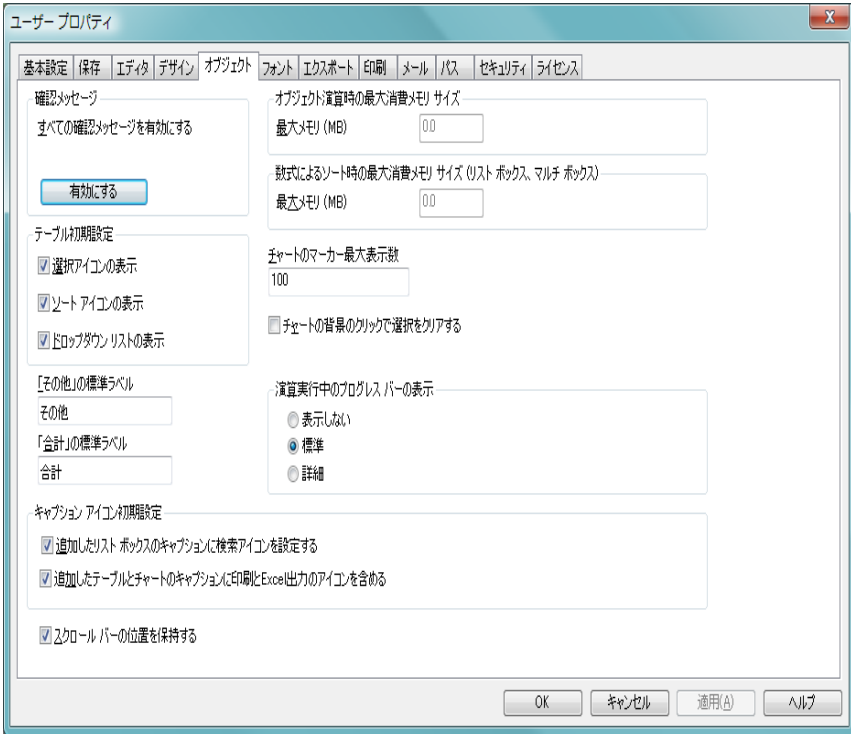 ユーザー プロパティ
基本設定 保存 エディタ デザイン オブジェクト フォント エクスポート 印刷 メール パス セキュリティ ライセンス
確認メッセージ
すべての確認メッセージを有効にする
有効にする
オブジェクト演算時の最大消費メモリ サイズ
最大メモリ (MB)
0.0
数式によるソート時の最大消費メモリ サイズ (リスト ボックス、マルチ ボックス)
最大メモリ (MB)
0.0
テーブル初期設定
選択アイコンの表示
ソート アイコンの表示
ドロップダウン リストの表示
チャートのマーカー最大表示数
100
チャートの背景のクリックで選択をクリアする
「その他」の標準ラベル
その他
「合計」の標準ラベル
合計
演算実行中のプログレス バーの表示
表示しない
標準
詳細
キャプション アイコン初期設定
追加したリスト ボックスのキャプションに検索アイコンを設定する
追加したテーブルとチャートのキャプションに印刷とExcel出力のアイコンを含める
スクロール バーの位置を保持する
OK キャンセル 適用(A) ヘルプ